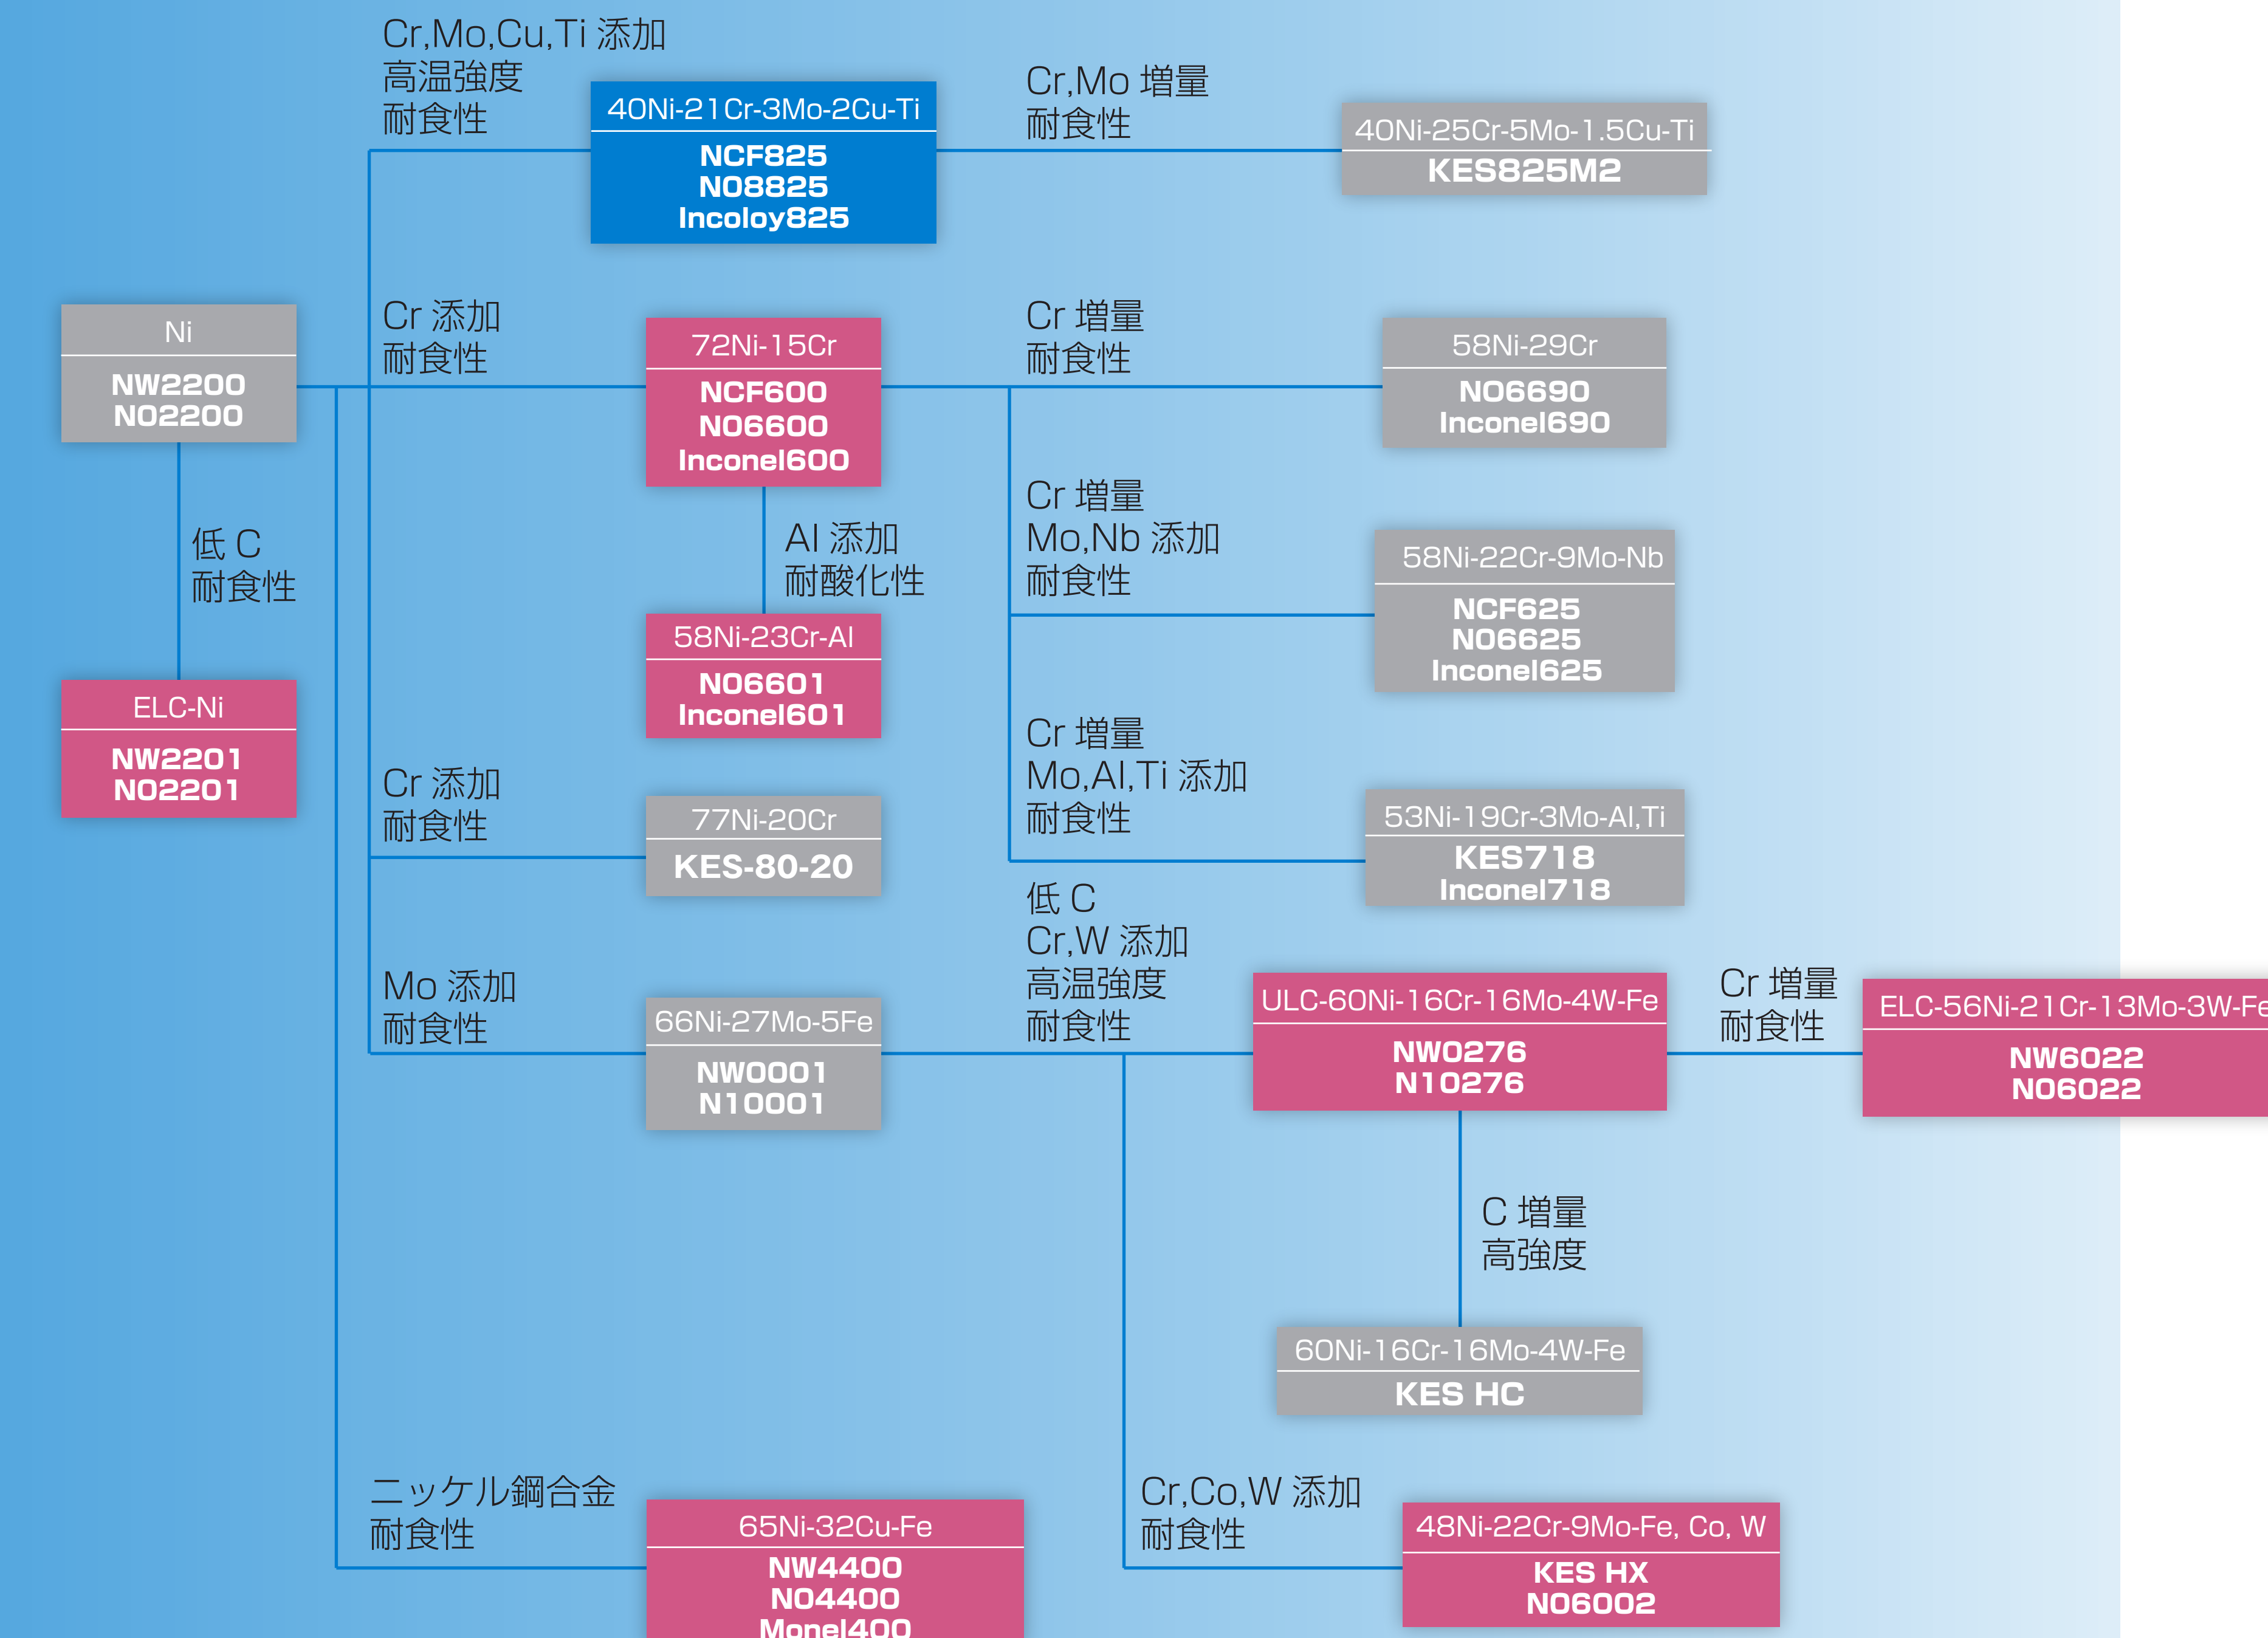 Cr,Mo,Cu,Ti 添加
高温強度
耐食性
40Ni-21Cr-3Mo-2Cu-Ti
NCF825
N08825
Incoloy825
Cr,Mo 増量
耐食性
40Ni-25Cr-5Mo-1.5Cu-Ti
KES825M2
Ni
NW2200
N02200
Cr 添加
耐食性
72Ni-15Cr
NCF600
N06600
Inconel600
Cr 増量
耐食性
58Ni-29Cr
N06690
Inconel690
低 C
耐食性
Al 添加
耐酸化性
Cr 増量
Mo,Nb 添加
耐食性
58Ni-22Cr-9Mo-Nb
NCF625
N06625
Inconel625
58Ni-23Cr-Al
N06601
Inconel601
ELC-Ni
NW2201
N02201
Cr 増量
Mo,Al,Ti 添加
耐食性
53Ni-19Cr-3Mo-Al,Ti
KES718
Inconel718
Cr 添加
耐食性
77Ni-20Cr
KES-80-20
Mo 添加
耐食性
66Ni-27Mo-5Fe
NW0001
N10001
低 C
Cr,W 添加
高温強度
耐食性
ULC-60Ni-16Cr-16Mo-4W-Fe
NW0276
N10276
Cr 増量
耐食性
ELC-56Ni-21Cr-13Mo-3W-Fe
NW6022
N06022
C 増量
高強度
60Ni-16Cr-16Mo-4W-Fe
KES HC
ニッケル鋼合金
耐食性
65Ni-32Cu-Fe
NW4400
N04400
Monel400
Cr,Co,W 添加
耐食性
48Ni-22Cr-9Mo-Fe, Co, W
KES HX
N06002